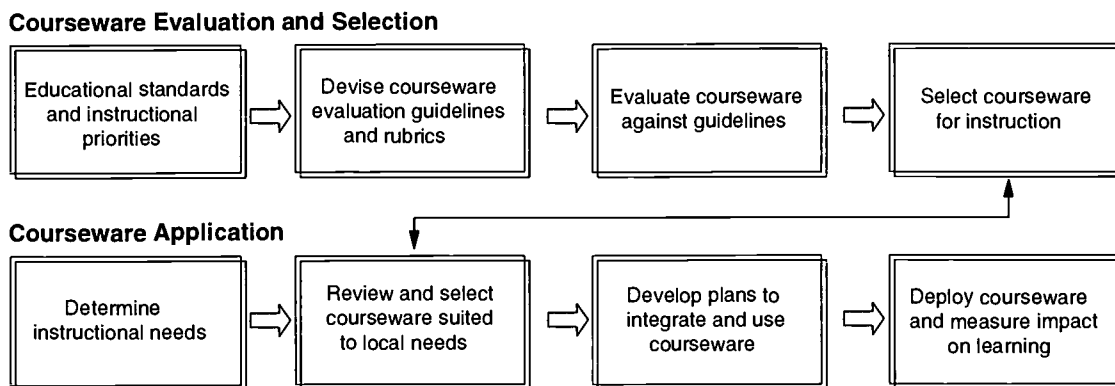 Courseware Evaluation and Selection
Educational standards
and instructional
priorities
Devise courseware
evaluation guidelines
and rubrics
Evaluate courseware
against guidelines
Select courseware
for instruction
Courseware Application
Determine
instructional needs
Review and select
courseware suited
to local needs
Develop plans to
integrate and use
courseware
Deploy courseware
and measure impact
on learning